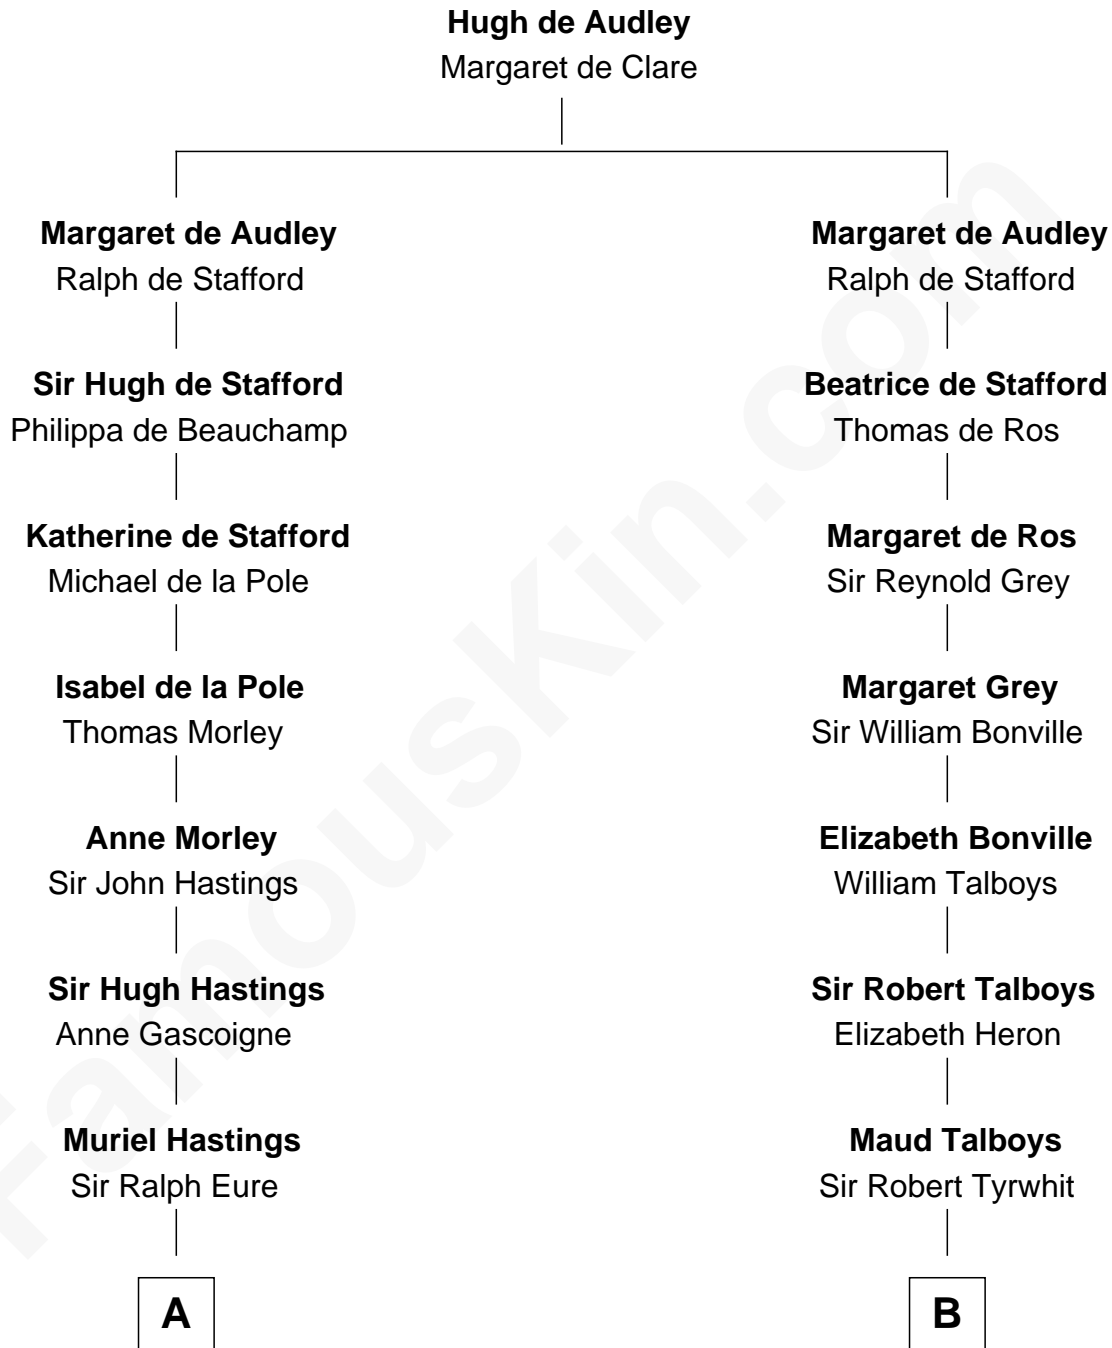 Hugh de Audley
Margaret de Clare
Margaret de Audley
Ralph de Stafford
Margaret de Audley
Ralph de Stafford
Sir Hugh de Stafford
Philippa de Beauchamp
Beatrice de Stafford
Thomas de Ros
Katherine de Stafford
Michael de la Pole
Margaret de Ros
Sir Reynold Grey
Isabel de la Pole
Thomas Morley
Margaret Grey
Sir William Bonville
Anne Morley
Sir John Hastings
Elizabeth Bonville
William Talboys
Sir Hugh Hastings
Anne Gascoigne
Sir Robert Talboys
Elizabeth Heron
Muriel Hastings
Sir Ralph Eure
Maud Talboys
Sir Robert Tyrwhit
A
B
FamousKin.com